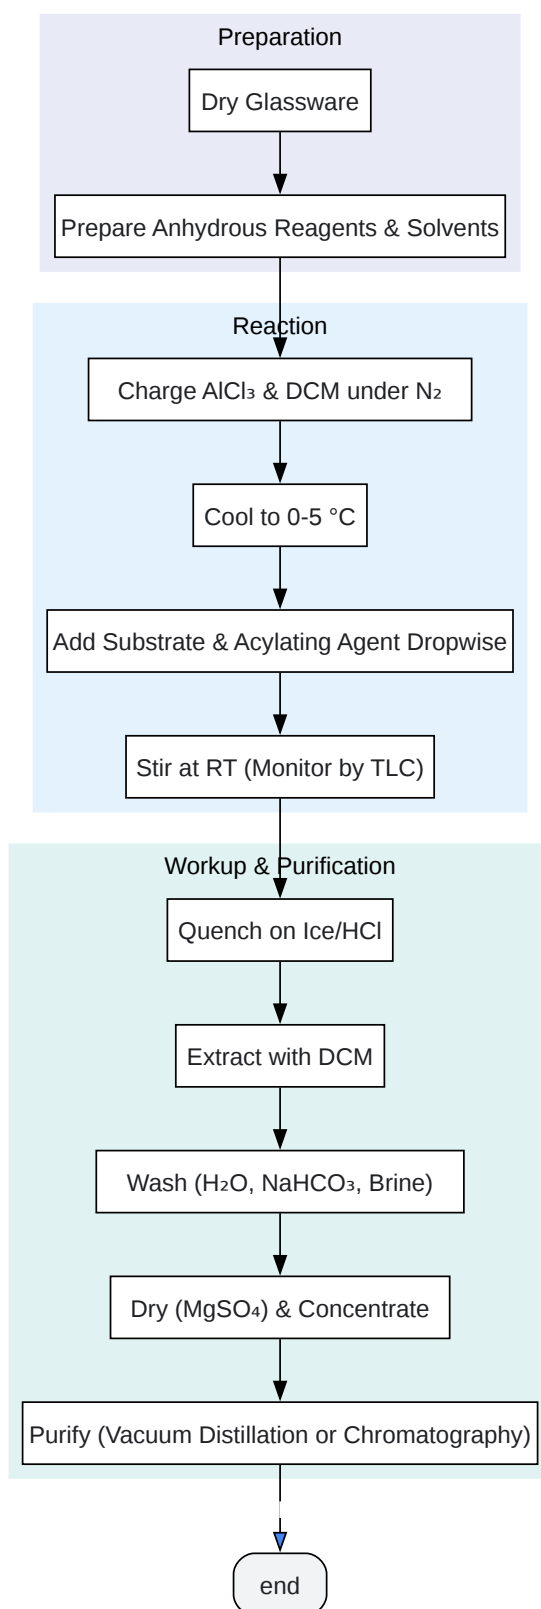 Preparation
Dry Glassware
Prepare Anhydrous Reagents & Solvents
Reaction
Charge AlCl₃ & DCM under N₂
Cool to 0-5 °C
Add Substrate & Acylating Agent Dropwise
Stir at RT (Monitor by TLC)
Workup & Purification
Quench on Ice/HCl
Extract with DCM
Wash (H₂O, NaHCO₃, Brine)
Dry (MgSO₄) & Concentrate
Purify (Vacuum Distillation or Chromatography)
end